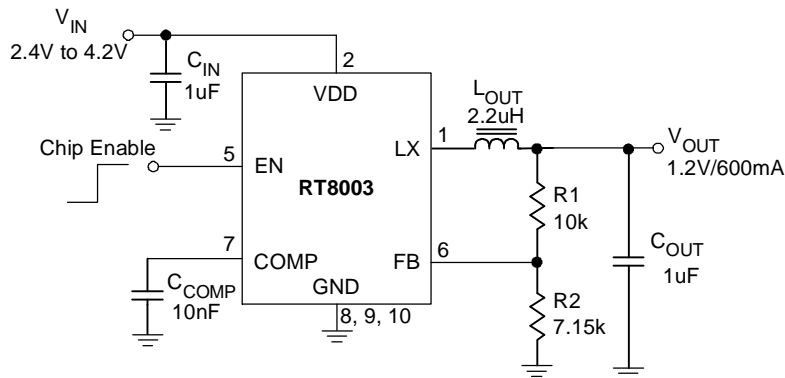 V_IN
2.4V to 4.2V
C_IN
1uF
2
VDD
L_OUT
2.2uH
Chip Enable
5
EN
RT8003
LX
1
V_OUT
1.2V/600mA
R1
10k
7
COMP
FB
6
C_COMP
10nF
GND
8, 9, 10
R2
7.15k
C_OUT
1uF